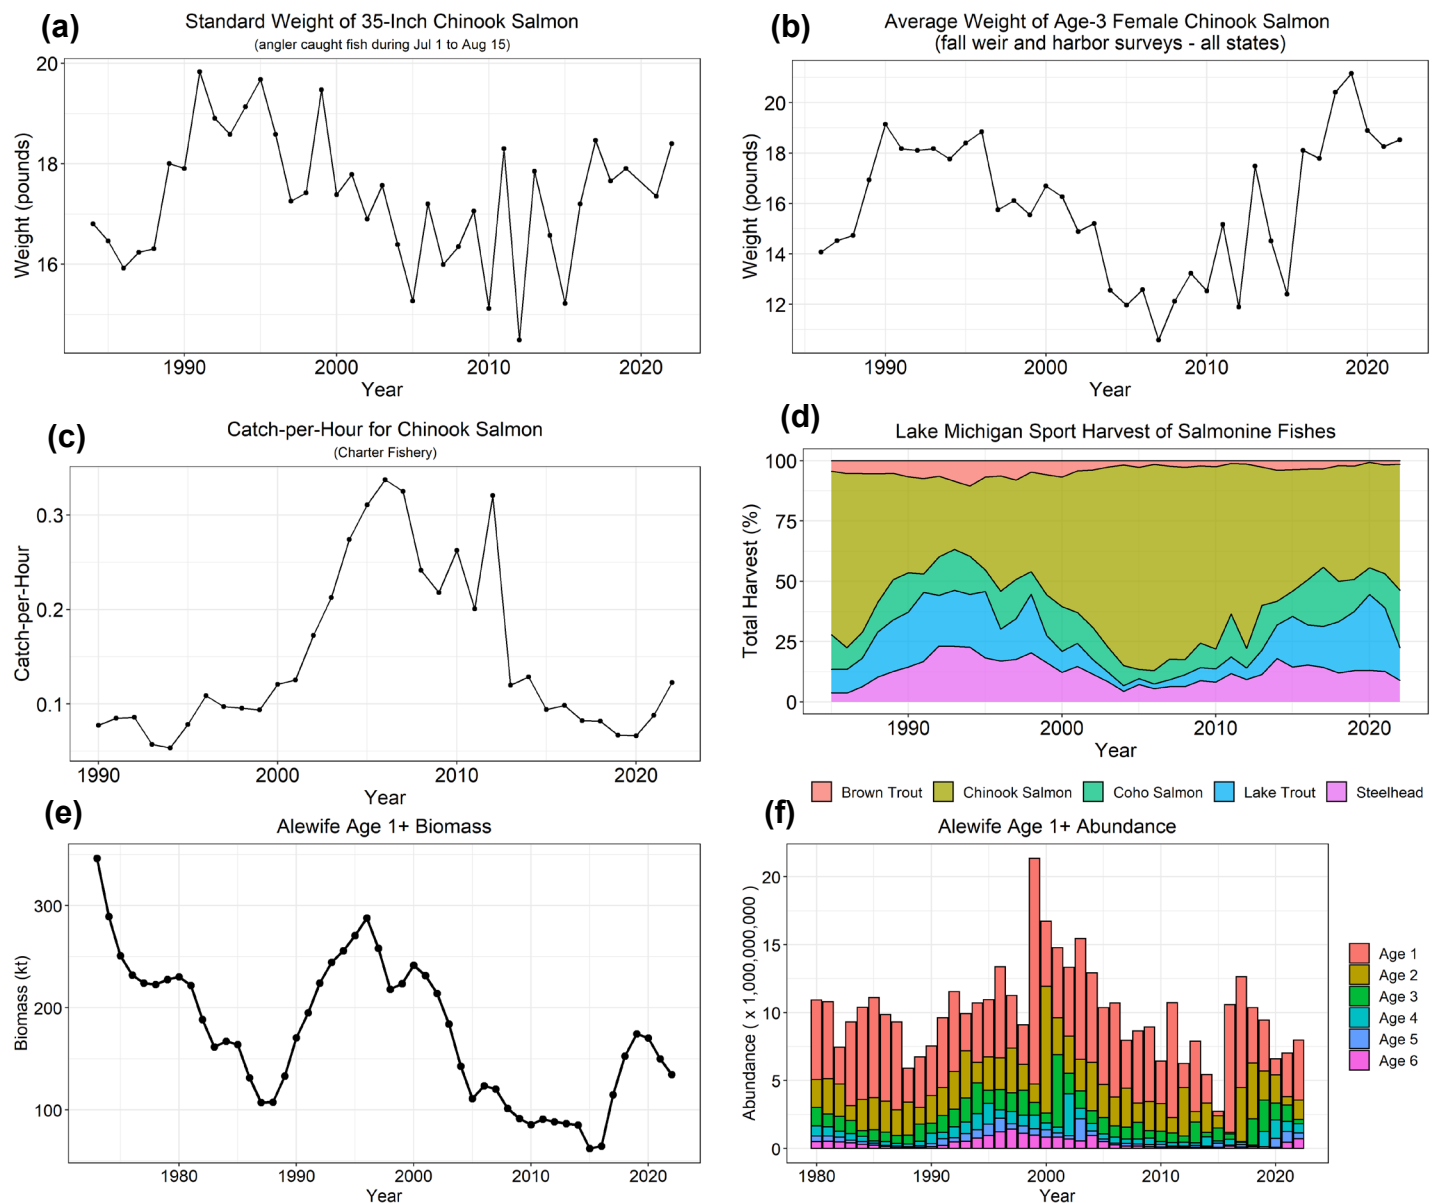 (a)
Standard Weight of 35-Inch Chinook Salmon
(angler caught fish during Jul 1 to Aug 15)
20
18
16
Weight (pounds)
1990 2000 2010 2020
Year
(b)
Average Weight of Age-3 Female Chinook Salmon
(fall weir and harbor surveys - all states)
20
18
16
14
12
Weight (pounds)
1990 2000 2010 2020
Year
(c)
Catch-per-Hour for Chinook Salmon
(Charter Fishery)
0.3
0.2
0.1
Catch-per-Hour
1990 2000 2010 2020
Year
(d)
Lake Michigan Sport Harvest of Salmonine Fishes
100
75
50
25
0
Total Harvest (%)
1990 2000 2010 2020
Year
Brown Trout Chinook Salmon Coho Salmon Lake Trout Steelhead
(e)
Alewife Age 1+ Biomass
300
200
100
Biomass (kt)
1980 1990 2000 2010 2020
Year
(f)
Alewife Age 1+ Abundance
20
15
10
5
0
Abundance ( x 1,000,000,000 )
1980 1990 2000 2010 2020
Year
Age 1
Age 2
Age 3
Age 4
Age 5
Age 6